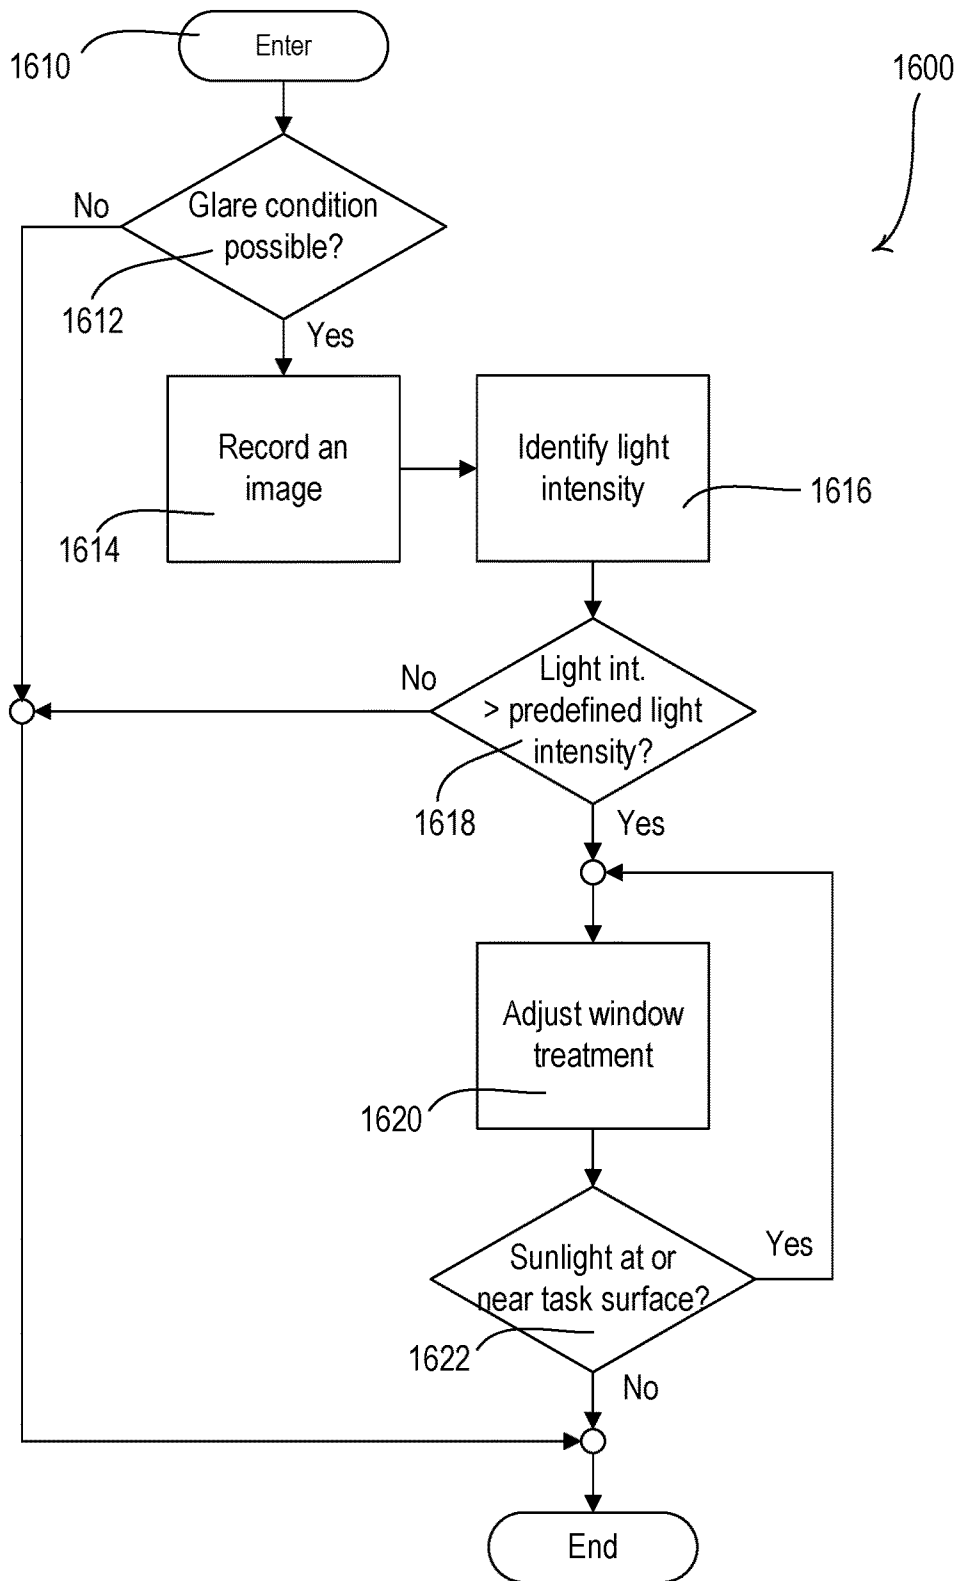 Enter
1610
1600
No
Glare condition
possible?
1612
Yes
Record an
image
1614
Identify light
intensity
1616
No
Light int.
> predefined light
intensity?
1618
Yes
Adjust window
treatment
1620
Yes
Sunlight at or
near task surface?
1622
No
End